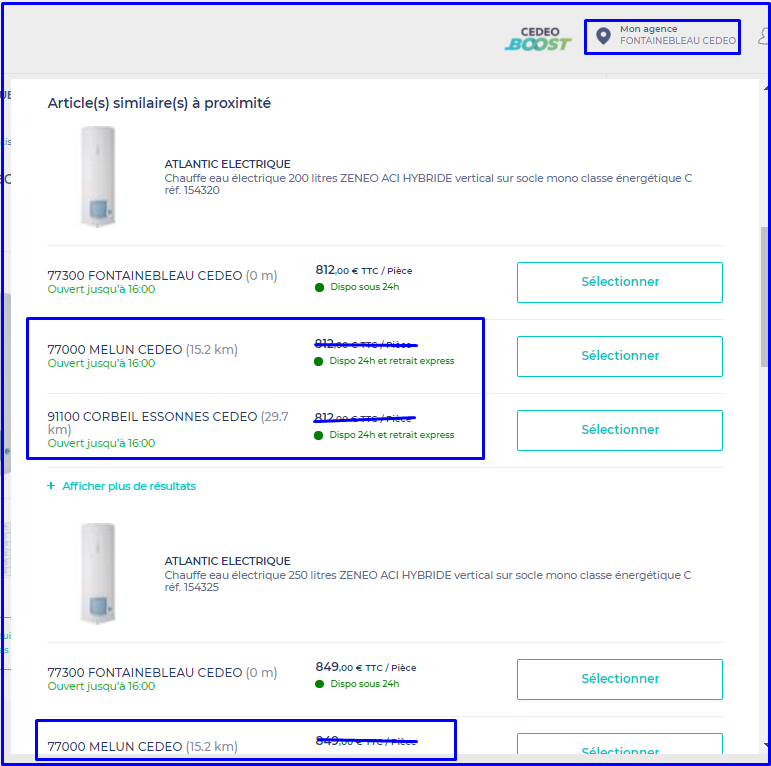 CEDEO
BOOST
Mon agence
FONTAINEBLEAU CEDEO
Article(s) similaire(s) à proximité
ATLANTIC ELECTRIQUE
Chauffe eau électrique 200 litres ZENEO ACI HYBRIDE vertical sur socle mono classe énergétique C
réf. 154320
77300 FONTAINEBLEAU CEDEO (0 m)
812,00 € TTC / Pièce
Ouvert jusqu'à 16:00
Dispo sous 24h
Sélectionner
77000 MELUN CEDEO (15.2 km)
812,00 € TTC / Pièce
Ouvert jusqu'à 16:00
Dispo 24h et retrait express
Sélectionner
91100 CORBEIL ESSONNES CEDEO (29.7
km)
812,00 € TTC / Pièce
Ouvert jusqu'à 16:00
Dispo 24h et retrait express
Sélectionner
+ Afficher plus de résultats
ATLANTIC ELECTRIQUE
Chauffe eau électrique 250 litres ZENEO ACI HYBRIDE vertical sur socle mono classe énergétique C
réf. 154325
77300 FONTAINEBLEAU CEDEO (0 m)
849,00 € TTC / Pièce
Ouvert jusqu'à 16:00
Dispo sous 24h
Sélectionner
77000 MELUN CEDEO (15.2 km)
849,00 € TTC / Pièce
Sélectionner